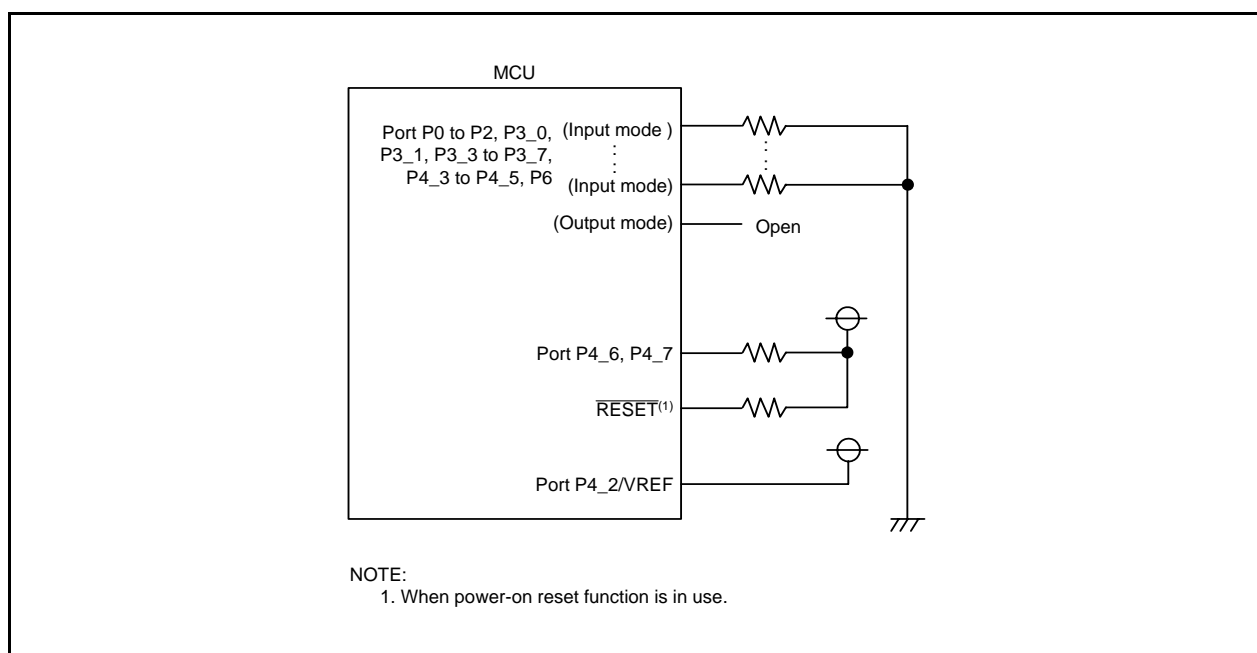 MCU
Port P0 to P2, P3_0, (Input mode )
P3_1, P3_3 to P3_7,
P4_3 to P4_5, P6 (Input mode)
(Output mode) Open
Port P4_6, P4_7
RESET(1)
Port P4_2/VREF
NOTE:
1. When power-on reset function is in use.